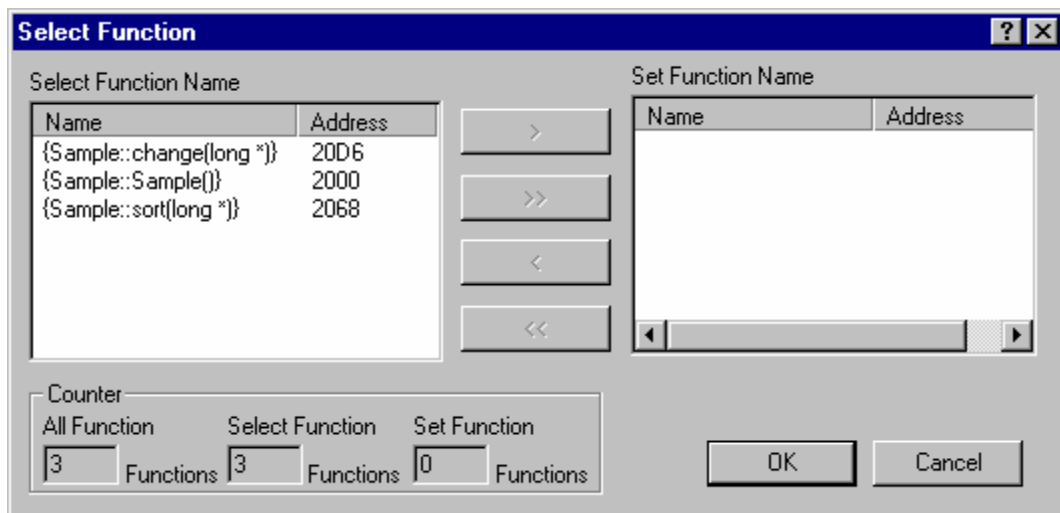 Select Function
Select Function Name
Set Function Name
Name Address
{Sample::change(long *)} 20D6
{Sample::Sample()} 2000
{Sample::sort(long *)} 2068
>
>>
<
<<
Name Address
Counter
All Function Select Function Set Function
3 Functions 3 Functions 0 Functions
OK Cancel